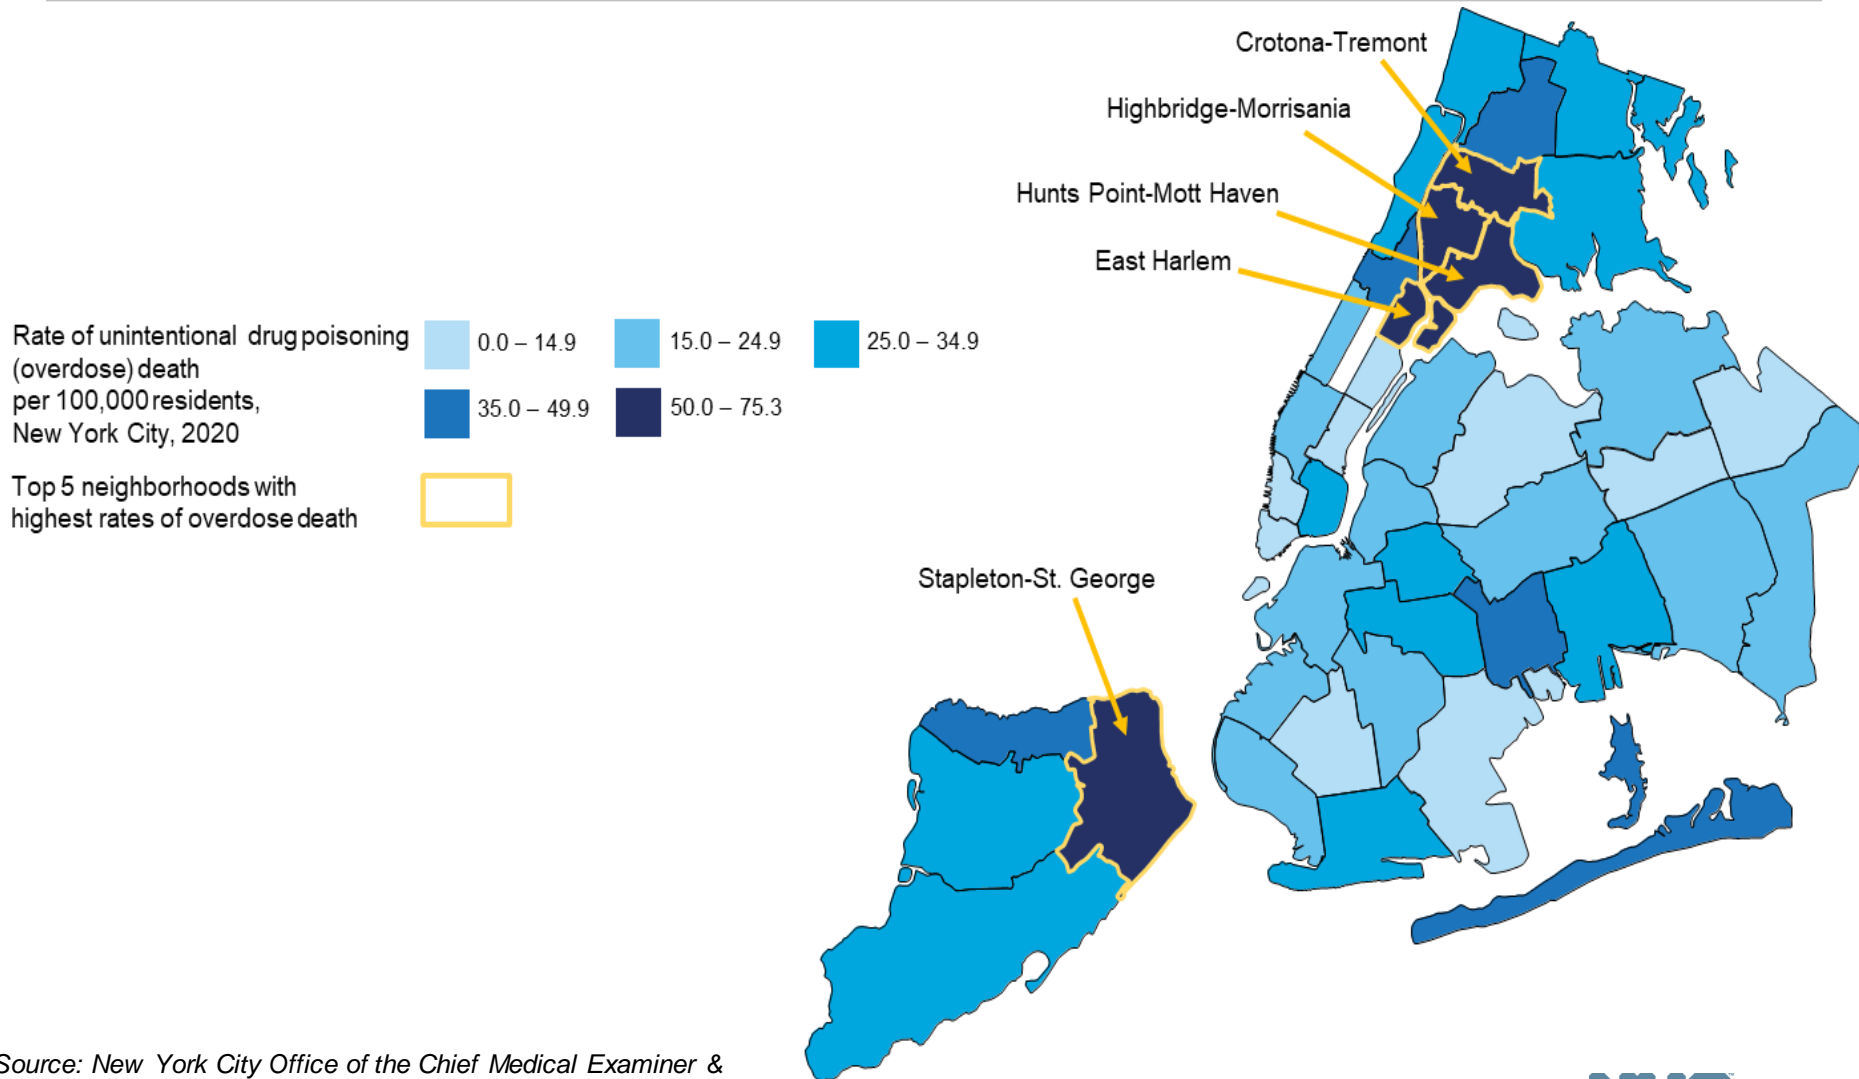 Crotona-Tremont
Highbridge-Morrisania
Hunts Point-Mott Haven
East Harlem
Rate of unintentional drug poisoning
(overdose) death
per 100,000 residents,
New York City, 2020
0.0 – 14.9
15.0 – 24.9
25.0 – 34.9
35.0 – 49.9
50.0 – 75.3
Top 5 neighborhoods with
highest rates of overdose death
Stapleton-St. George
Source: New York City Office of the Chief Medical Examiner &